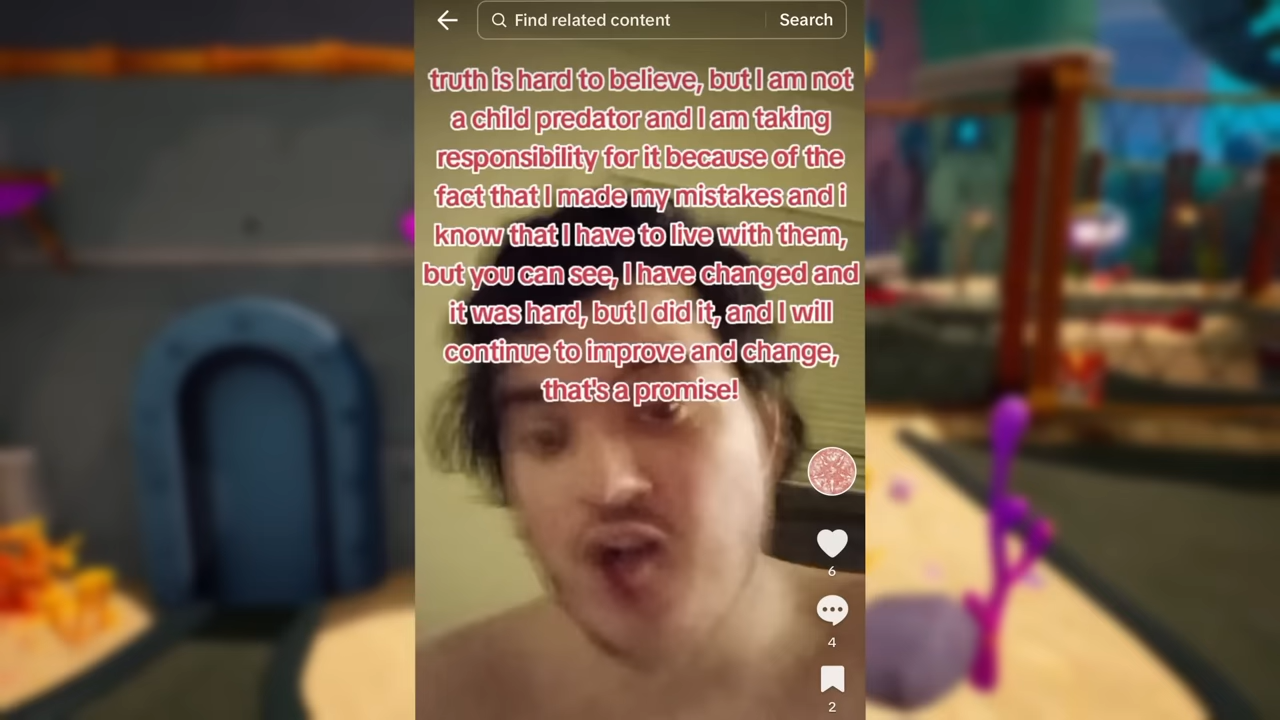 Find related content
Search
truth is hard to believe, but I am not
a child predator and I am taking
responsibility for it because of the
fact that I made my mistakes and i
know that I have to live with them,
but you can see, I have changed and
it was hard, but I did it, and I will
continue to improve and change,
that's a promise!
6
4
2